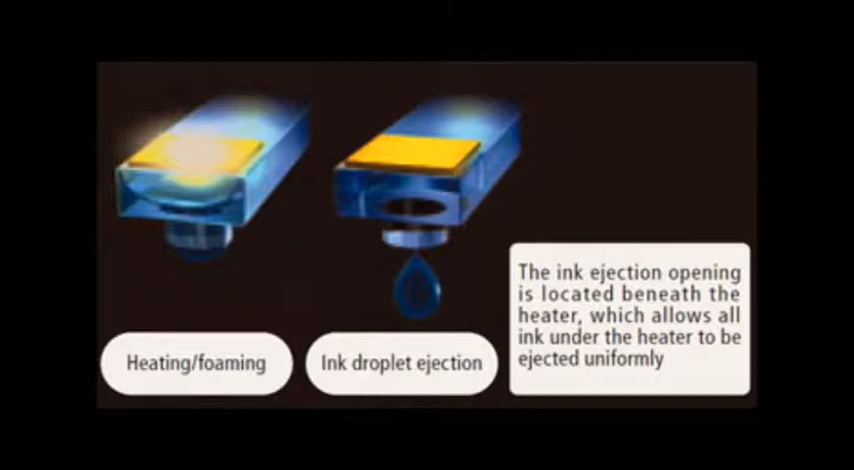 Heating/foaming
Ink droplet ejection
The ink ejection opening
is located beneath the
heater, which allows all
ink under the heater to be
ejected uniformly